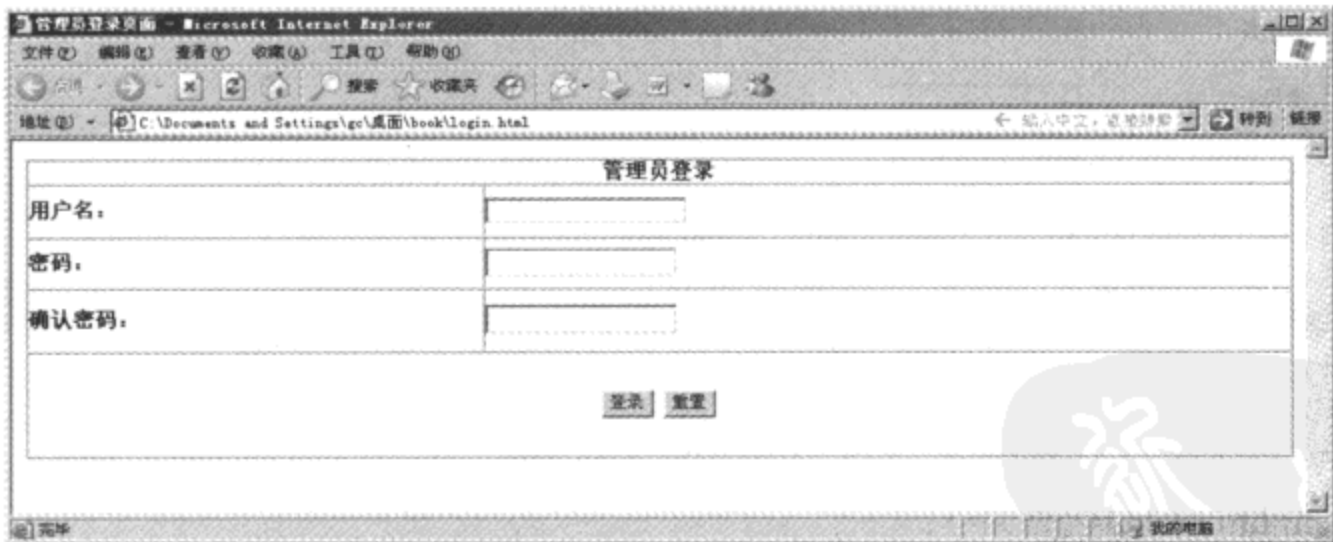 管理员登录页面 - Microsoft Internet Explorer
文件(F) 编辑(E) 查看(V) 收藏(A) 工具(T) 帮助(H)
后退 搜索 收藏夹
地址(D) C:\Documents and Settings\gc\桌面\book\login.html 转到 链接
管理员登录
用户名：
密码：
确认密码：
登录 重置
完毕 我的电脑